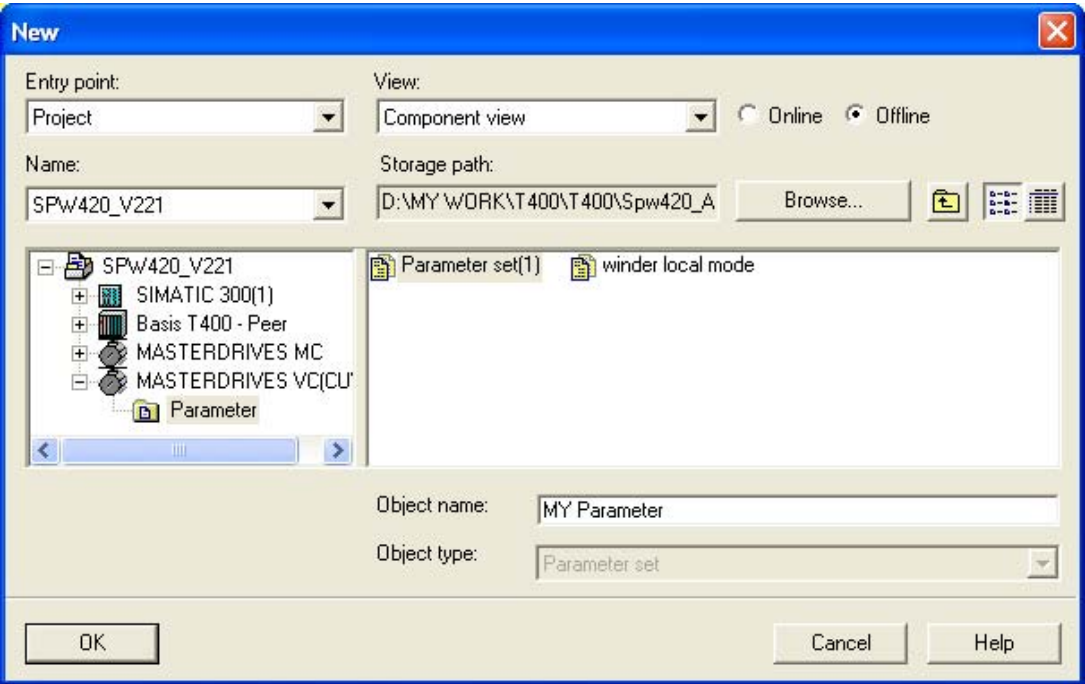 New
Entry point:
View:
Project
Component view
Online
Offline
Name:
Storage path:
SPW420_V221
D:\MY WORK\T400\T400\Spw420_A
Browse...
SPW420_V221
SIMATIC 300(1)
Basis T400 - Peer
MASTERDRIVES MC
MASTERDRIVES VC(CU
Parameter
Parameter set(1)
winder local mode
Object name:
MY Parameter
Object type:
Parameter set
OK
Cancel
Help